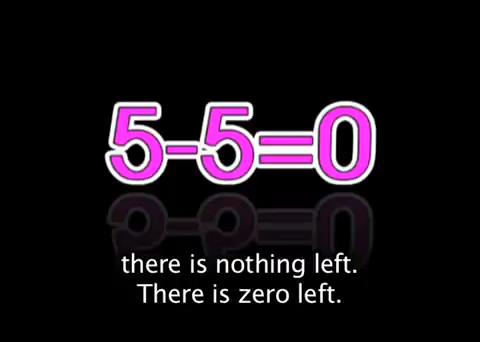 5-5=0
there is nothing left.
There is zero left.